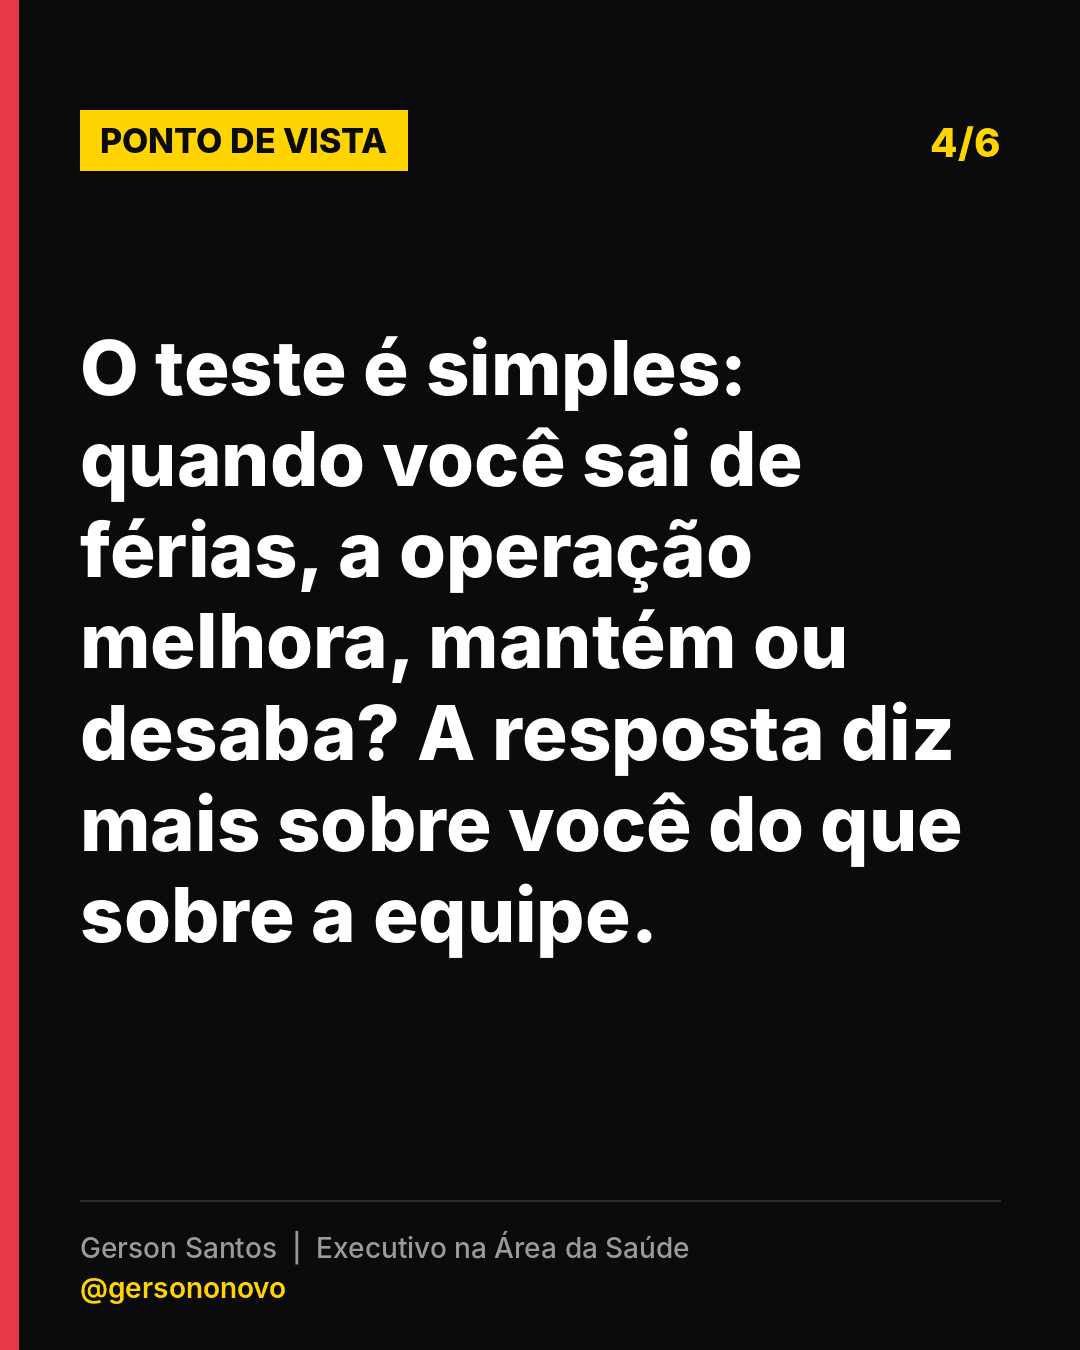 PONTO DE VISTA
4/6
O teste é simples:
quando você sai de
férias, a operação
melhora, mantém ou
desaba? A resposta diz
mais sobre você do que
sobre a equipe.
Gerson Santos | Executivo na Área da Saúde
@gersononovo